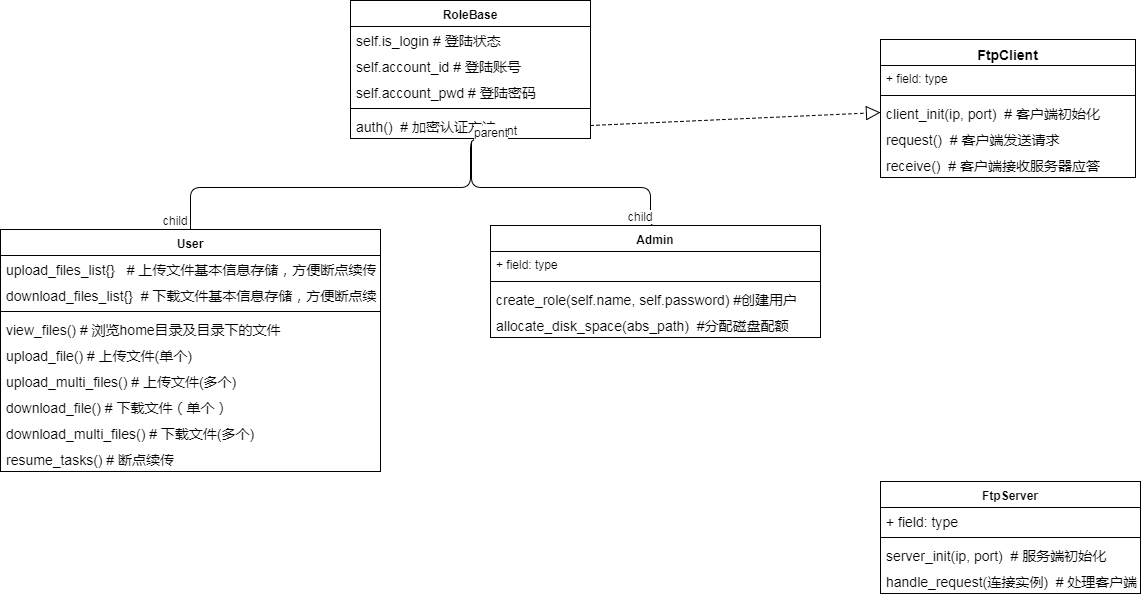 RoleBase
self.is_login # 登陆状态
self.account_id # 登陆账号
self.account_pwd # 登陆密码
auth()  # 加密认证方法
parent
child
child
FtpClient
+ field: type
client_init(ip, port)  # 客户端初始化
request()  # 客户端发送请求
receive()  # 客户端接收服务器应答
User
upload_files_list{}   # 上传文件基本信息存储，方便断点续传
download_files_list{}  # 下载文件基本信息存储，方便断点续
view_files() # 浏览home目录及目录下的文件
upload_file() # 上传文件(单个)
upload_multi_files() # 上传文件(多个)
download_file() # 下载文件（单个）
download_multi_files() # 下载文件(多个)
resume_tasks() # 断点续传
Admin
+ field: type
create_role(self.name, self.password) #创建用户
allocate_disk_space(abs_path)  #分配磁盘配额
FtpServer
+ field: type
server_init(ip, port)  # 服务端初始化
handle_request(连接实例)  # 处理客户端